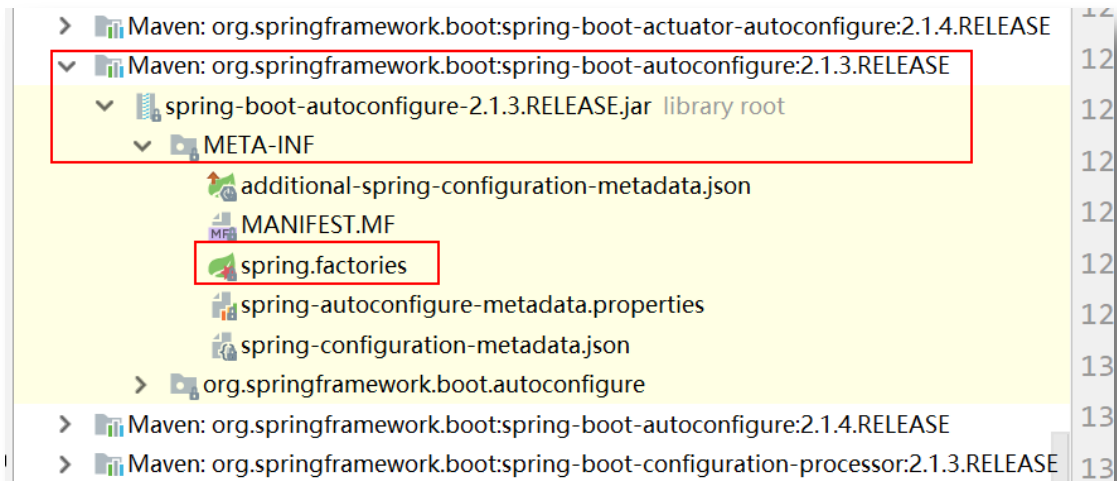 Maven: org.springframework.boot:spring-boot-actuator-autoconfigure:2.1.4.RELEASE
Maven: org.springframework.boot:spring-boot-autoconfigure:2.1.3.RELEASE
spring-boot-autoconfigure-2.1.3.RELEASE.jar library root
META-INF
additional-spring-configuration-metadata.json
MANIFEST.MF
spring.factories
spring-autoconfigure-metadata.properties
spring-configuration-metadata.json
org.springframework.boot.autoconfigure
Maven: org.springframework.boot:spring-boot-autoconfigure:2.1.4.RELEASE
Maven: org.springframework.boot:spring-boot-configuration-processor:2.1.3.RELEASE